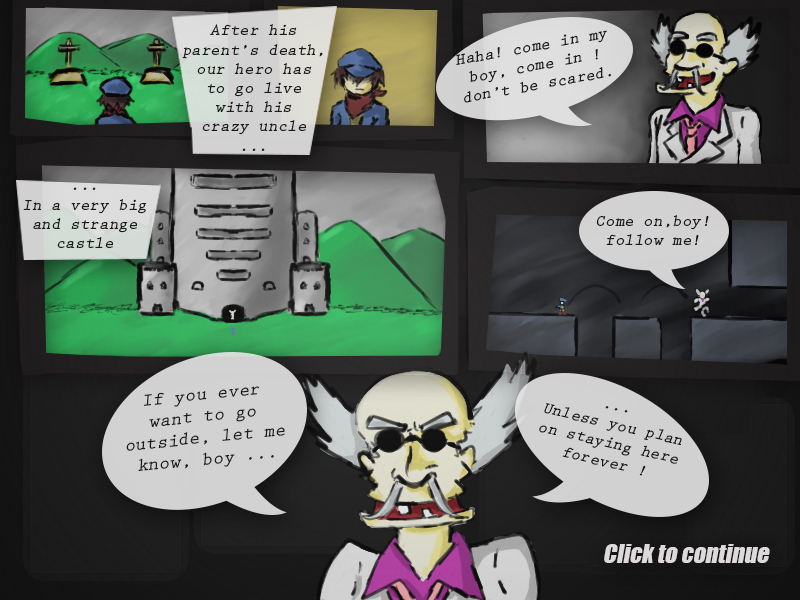 After his
parent's death,
our hero has
to go live
with his
crazy uncle
...
Haha! come in my
boy, come in !
don't be scared.
...
In a very big
and strange
castle
Come on,boy!
follow me!
If you ever
want to go
outside, let me
know, boy ...
...
Unless you plan
on staying here
forever !
Click to continue